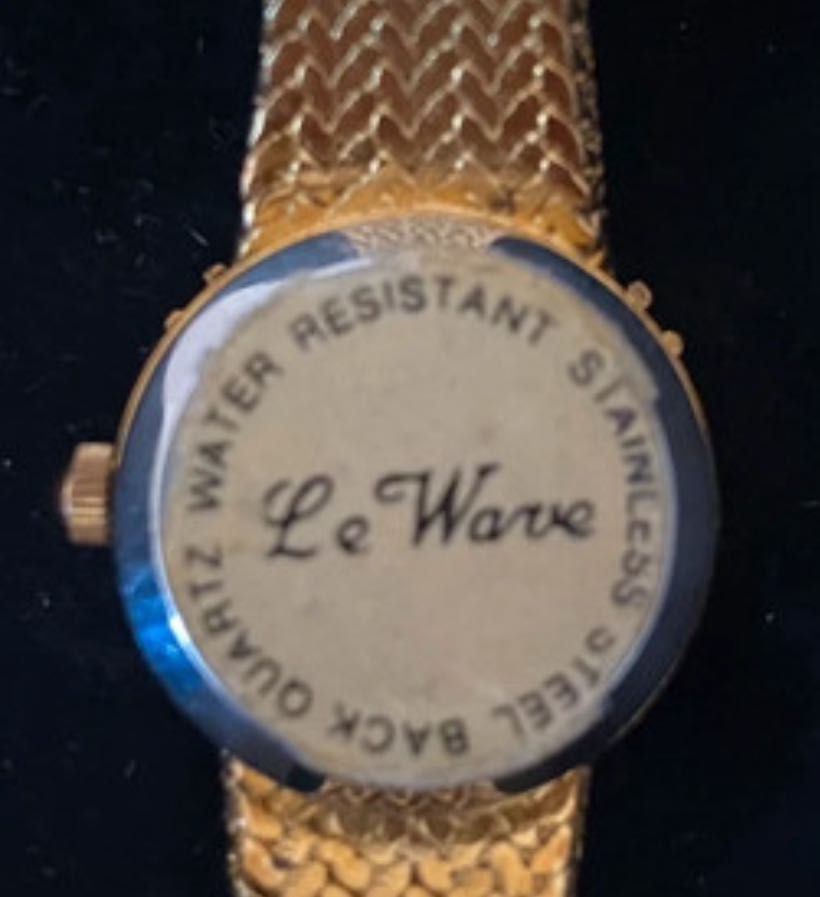 WATER RESISTANT STAINLESS STEEL BACK QUARTZ
Le Wave